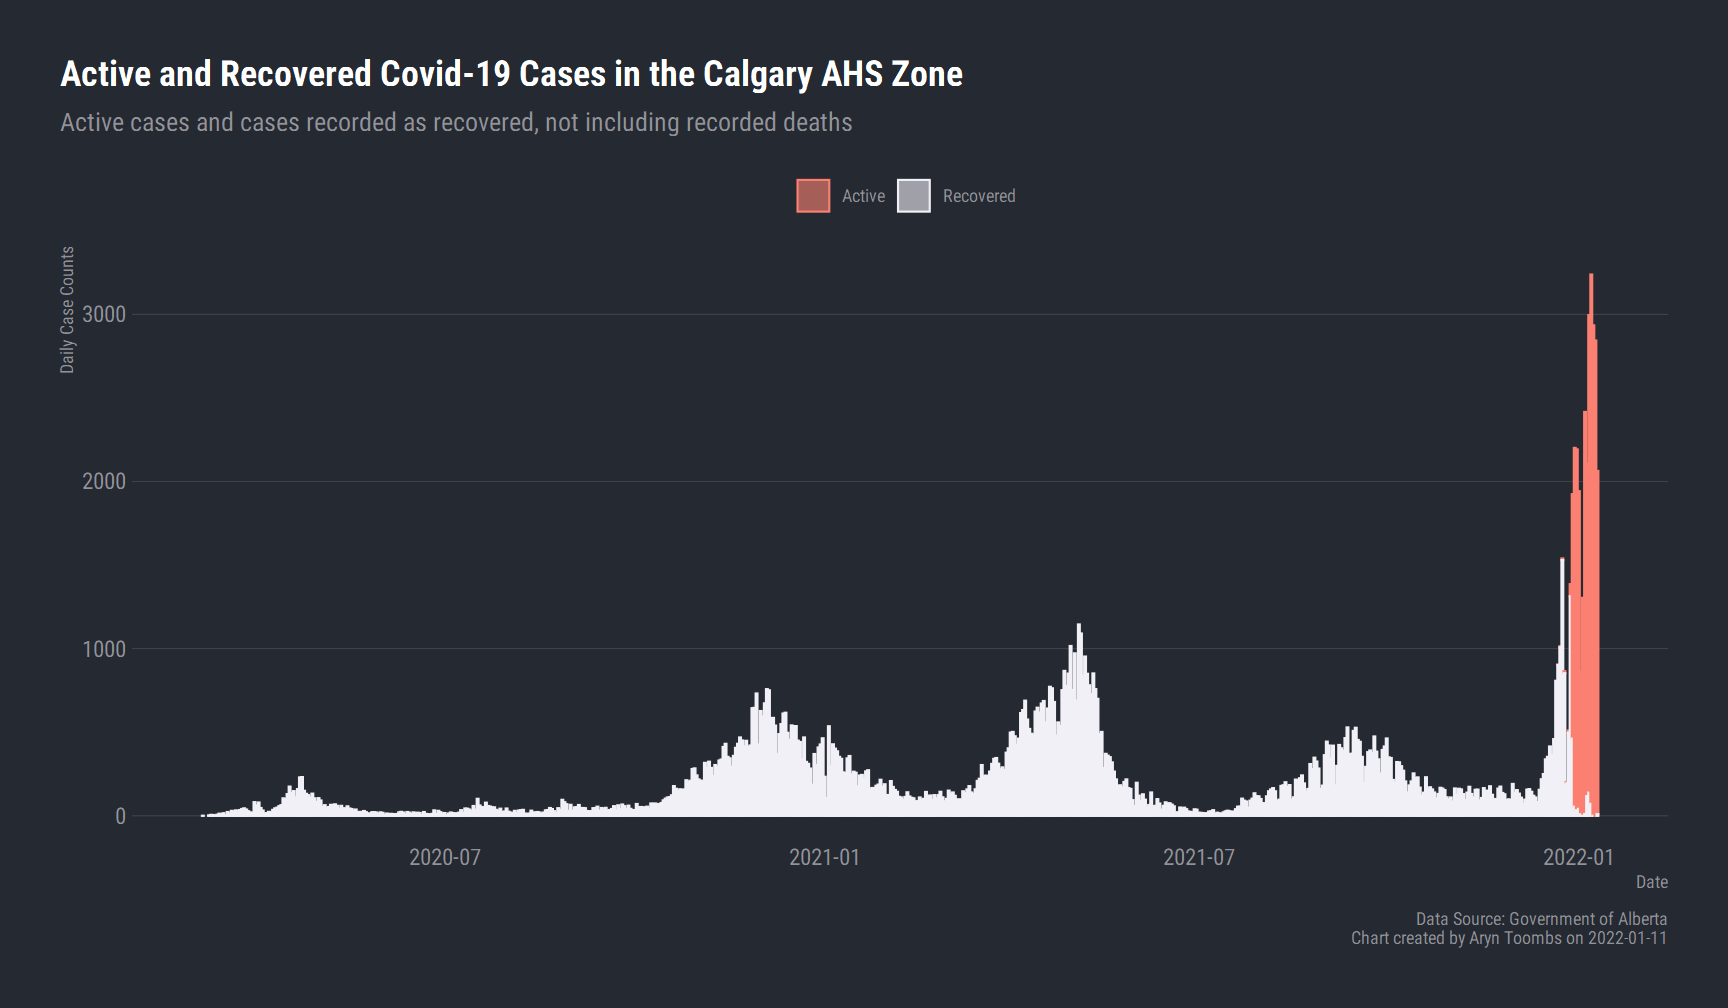 Active and Recovered Covid-19 Cases in the Calgary AHS Zone
Active cases and cases recorded as recovered, not including recorded deaths
Active
Recovered
Daily Case Counts
3000
2000
1000
0
2020-07
2021-01
2021-07
2022-01
Date
Data Source: Government of Alberta
Chart created by Aryn Toombs on 2022-01-11